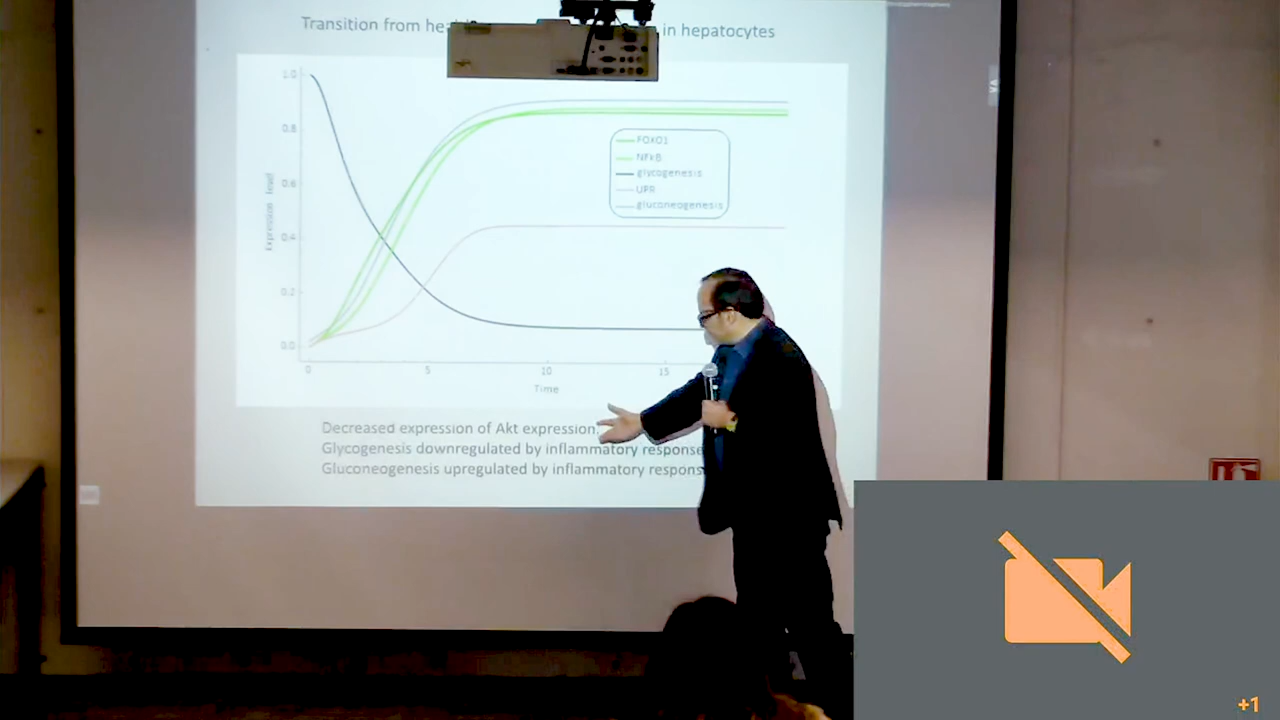 Transition from hea
in hepatocytes
1.0
0.8
0.6
0.4
0.2
0.0
Expression level
FOXO1
NFkB
glycogenesis
UPR
gluconeogenesis
0 5 10 15
Time
Decreased expression of Akt expression.
Glycogenesis downregulated by inflammatory response
Gluconeogenesis upregulated by inflammatory respons
+1